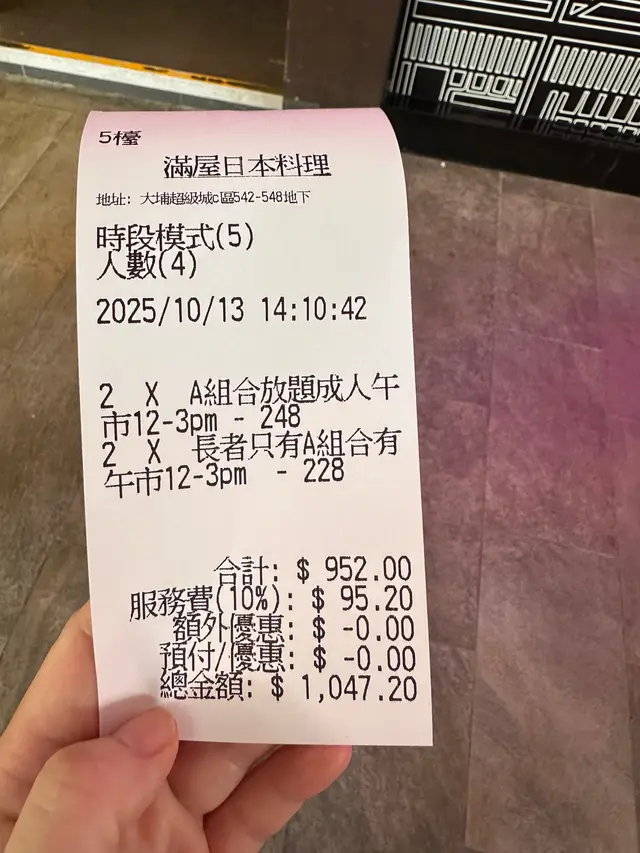 5檯
滿屋日本料理
地址: 大埔超級城c區542-548地下
時段模式(5)
人數(4)
2025/10/13 14:10:42
2 X A組合放題成人午
市12-3pm - 248
2 X 長者只有A組合有
午市12-3pm - 228
合計: $ 952.00
服務費(10%): $ 95.20
額外優惠: $ -0.00
預付/優惠: $ -0.00
總金額: $ 1,047.20